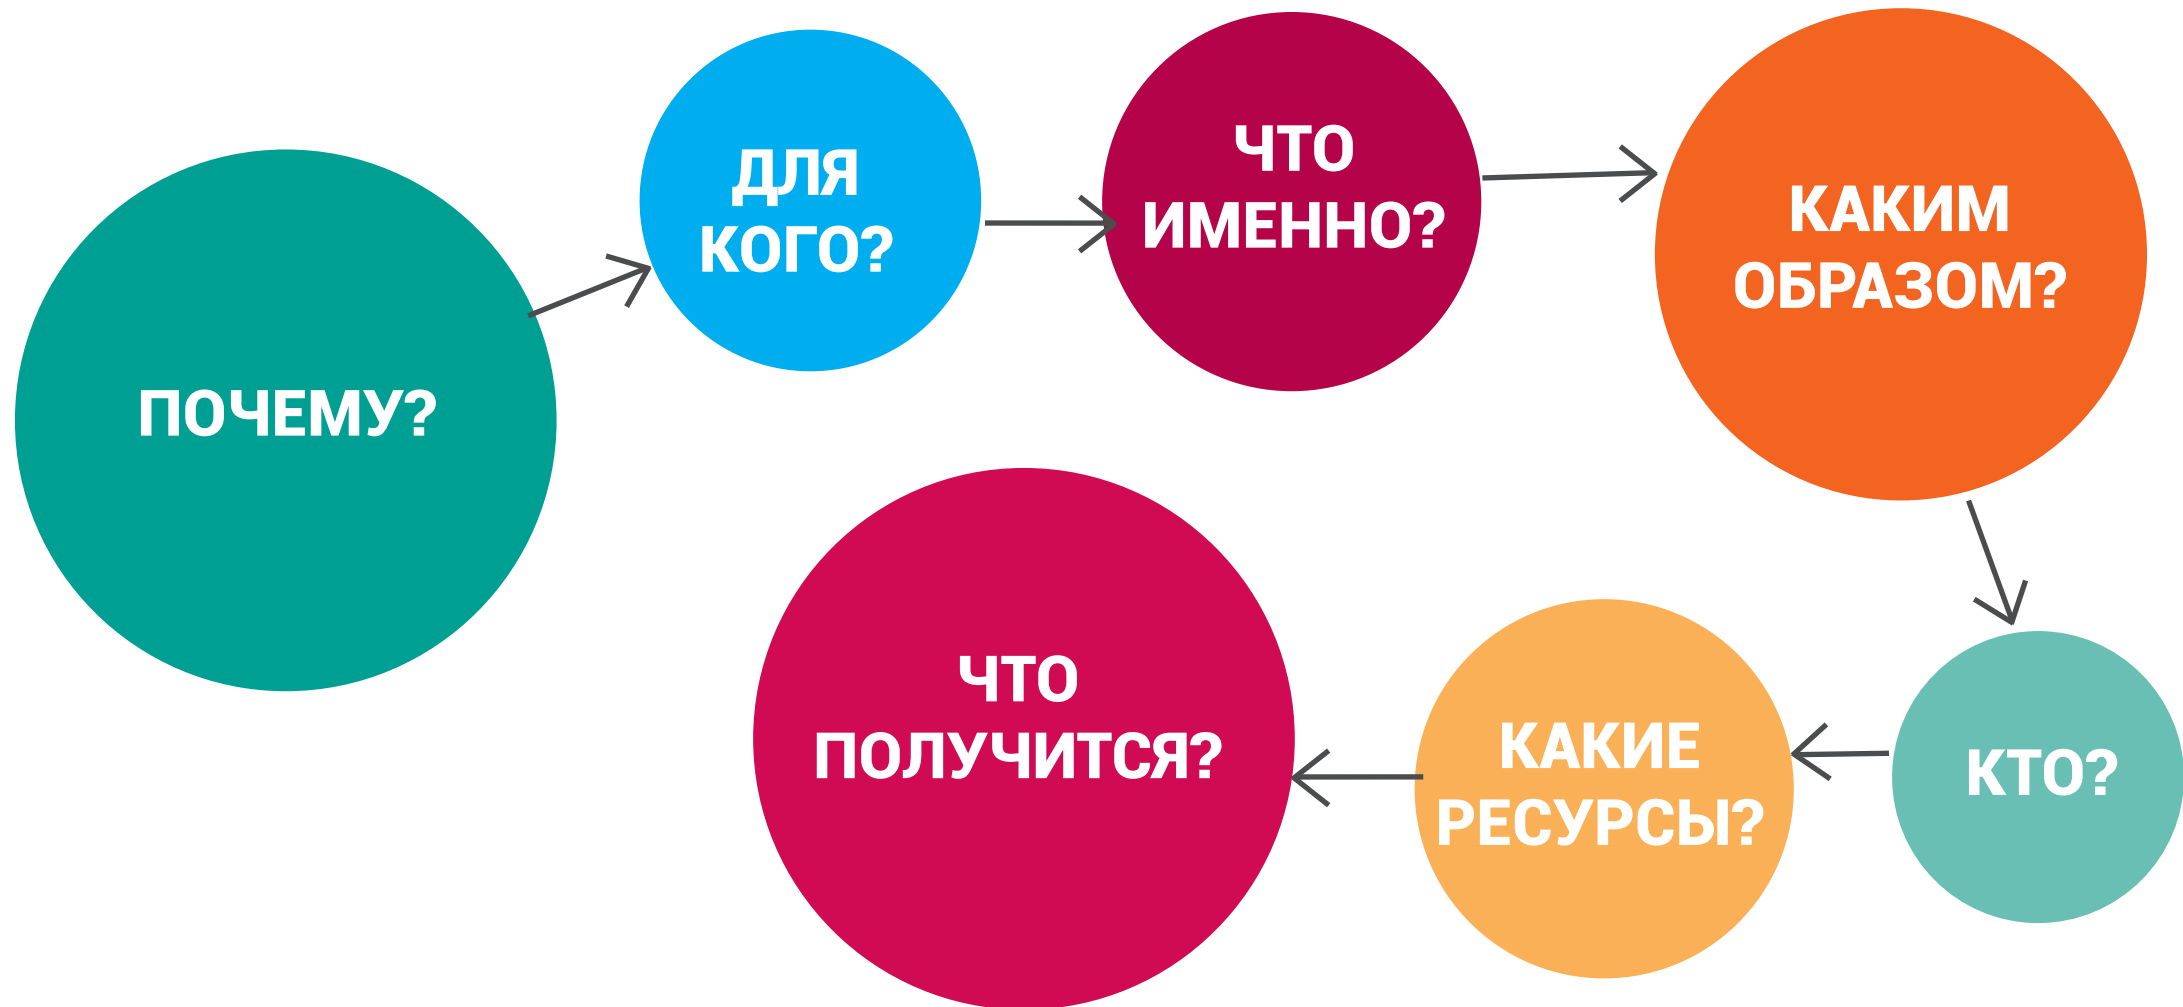 ПОЧЕМУ?
ДЛЯ
КОГО?
ЧТО
ИМЕННО?
КАКИМ
ОБРАЗОМ?
КТО?
КАКИЕ
РЕСУРСЫ?
ЧТО
ПОЛУЧИТСЯ?